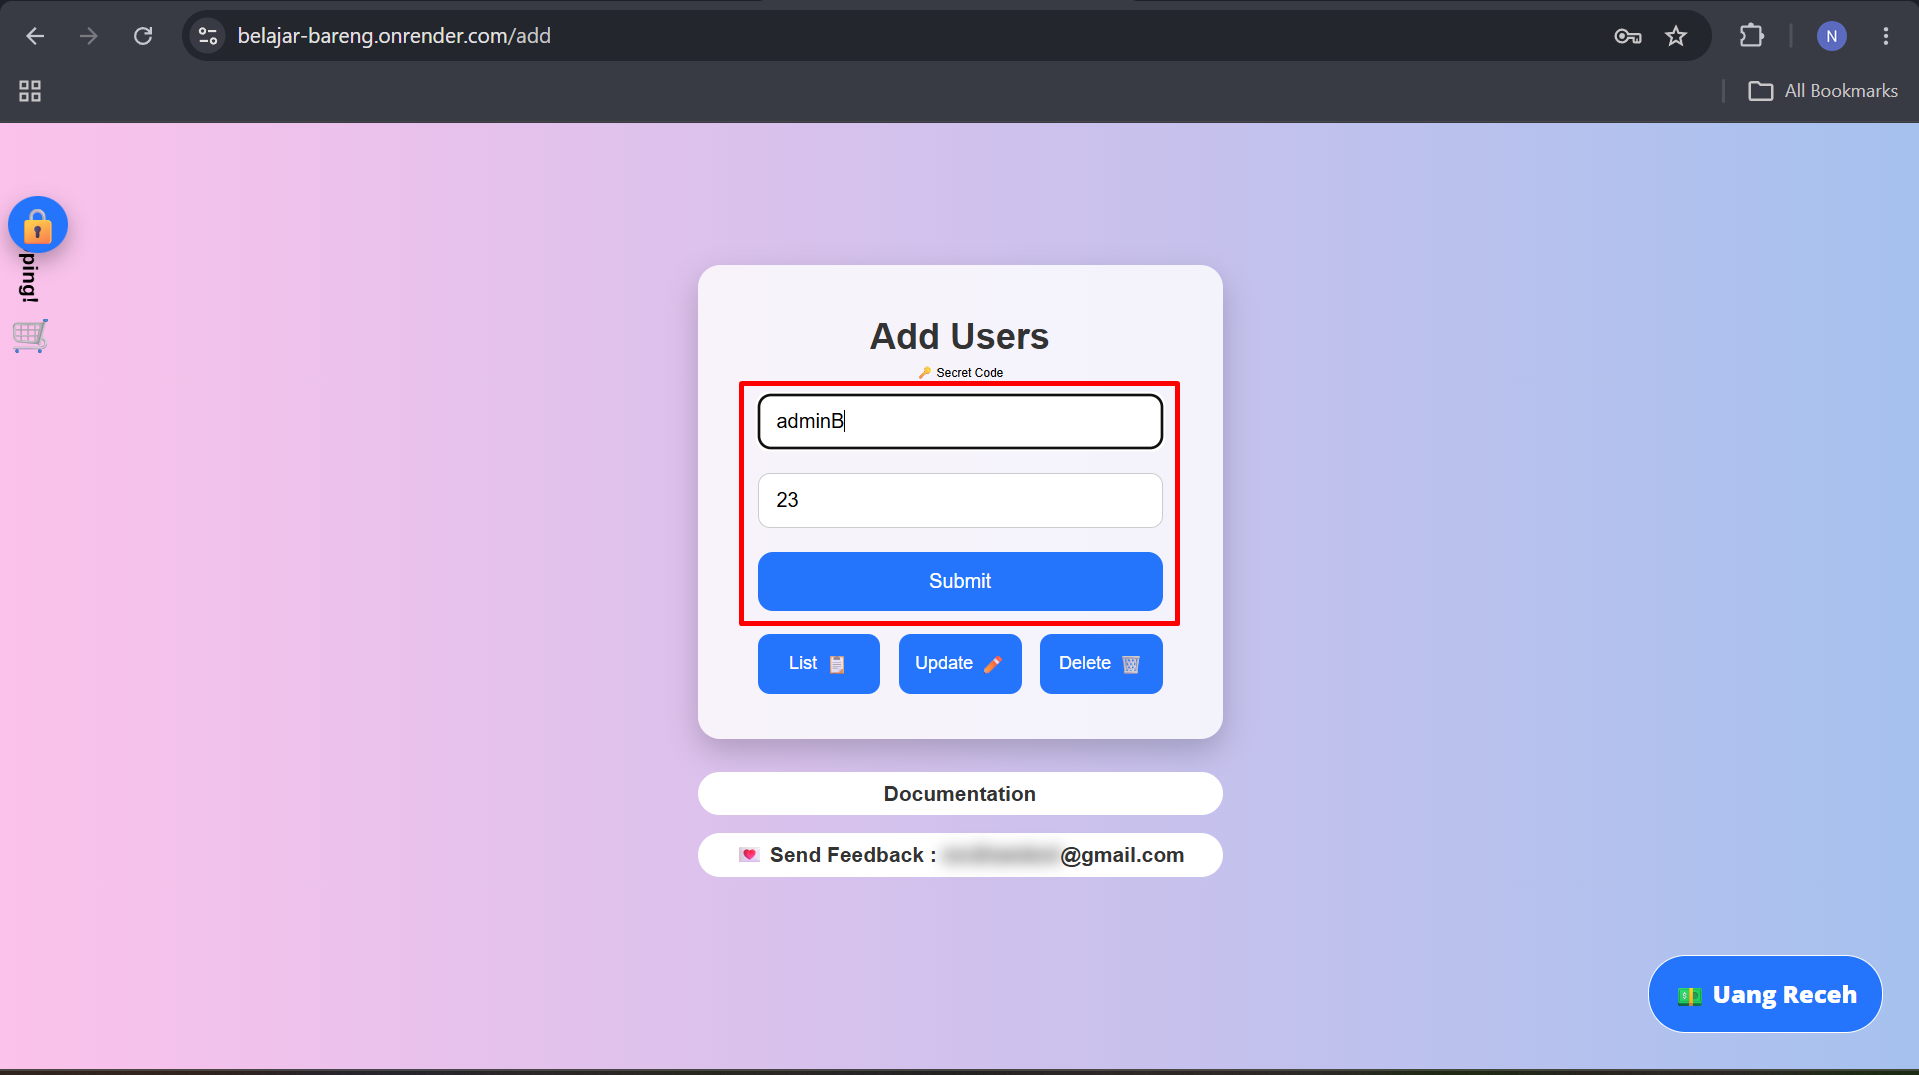 belajar-bareng.onrender.com/add
N
All Bookmarks
ping!
Add Users
Secret Code
adminB
23
Submit
List
Update
Delete
Documentation
Send Feedback : @gmail.com
Uang Receh